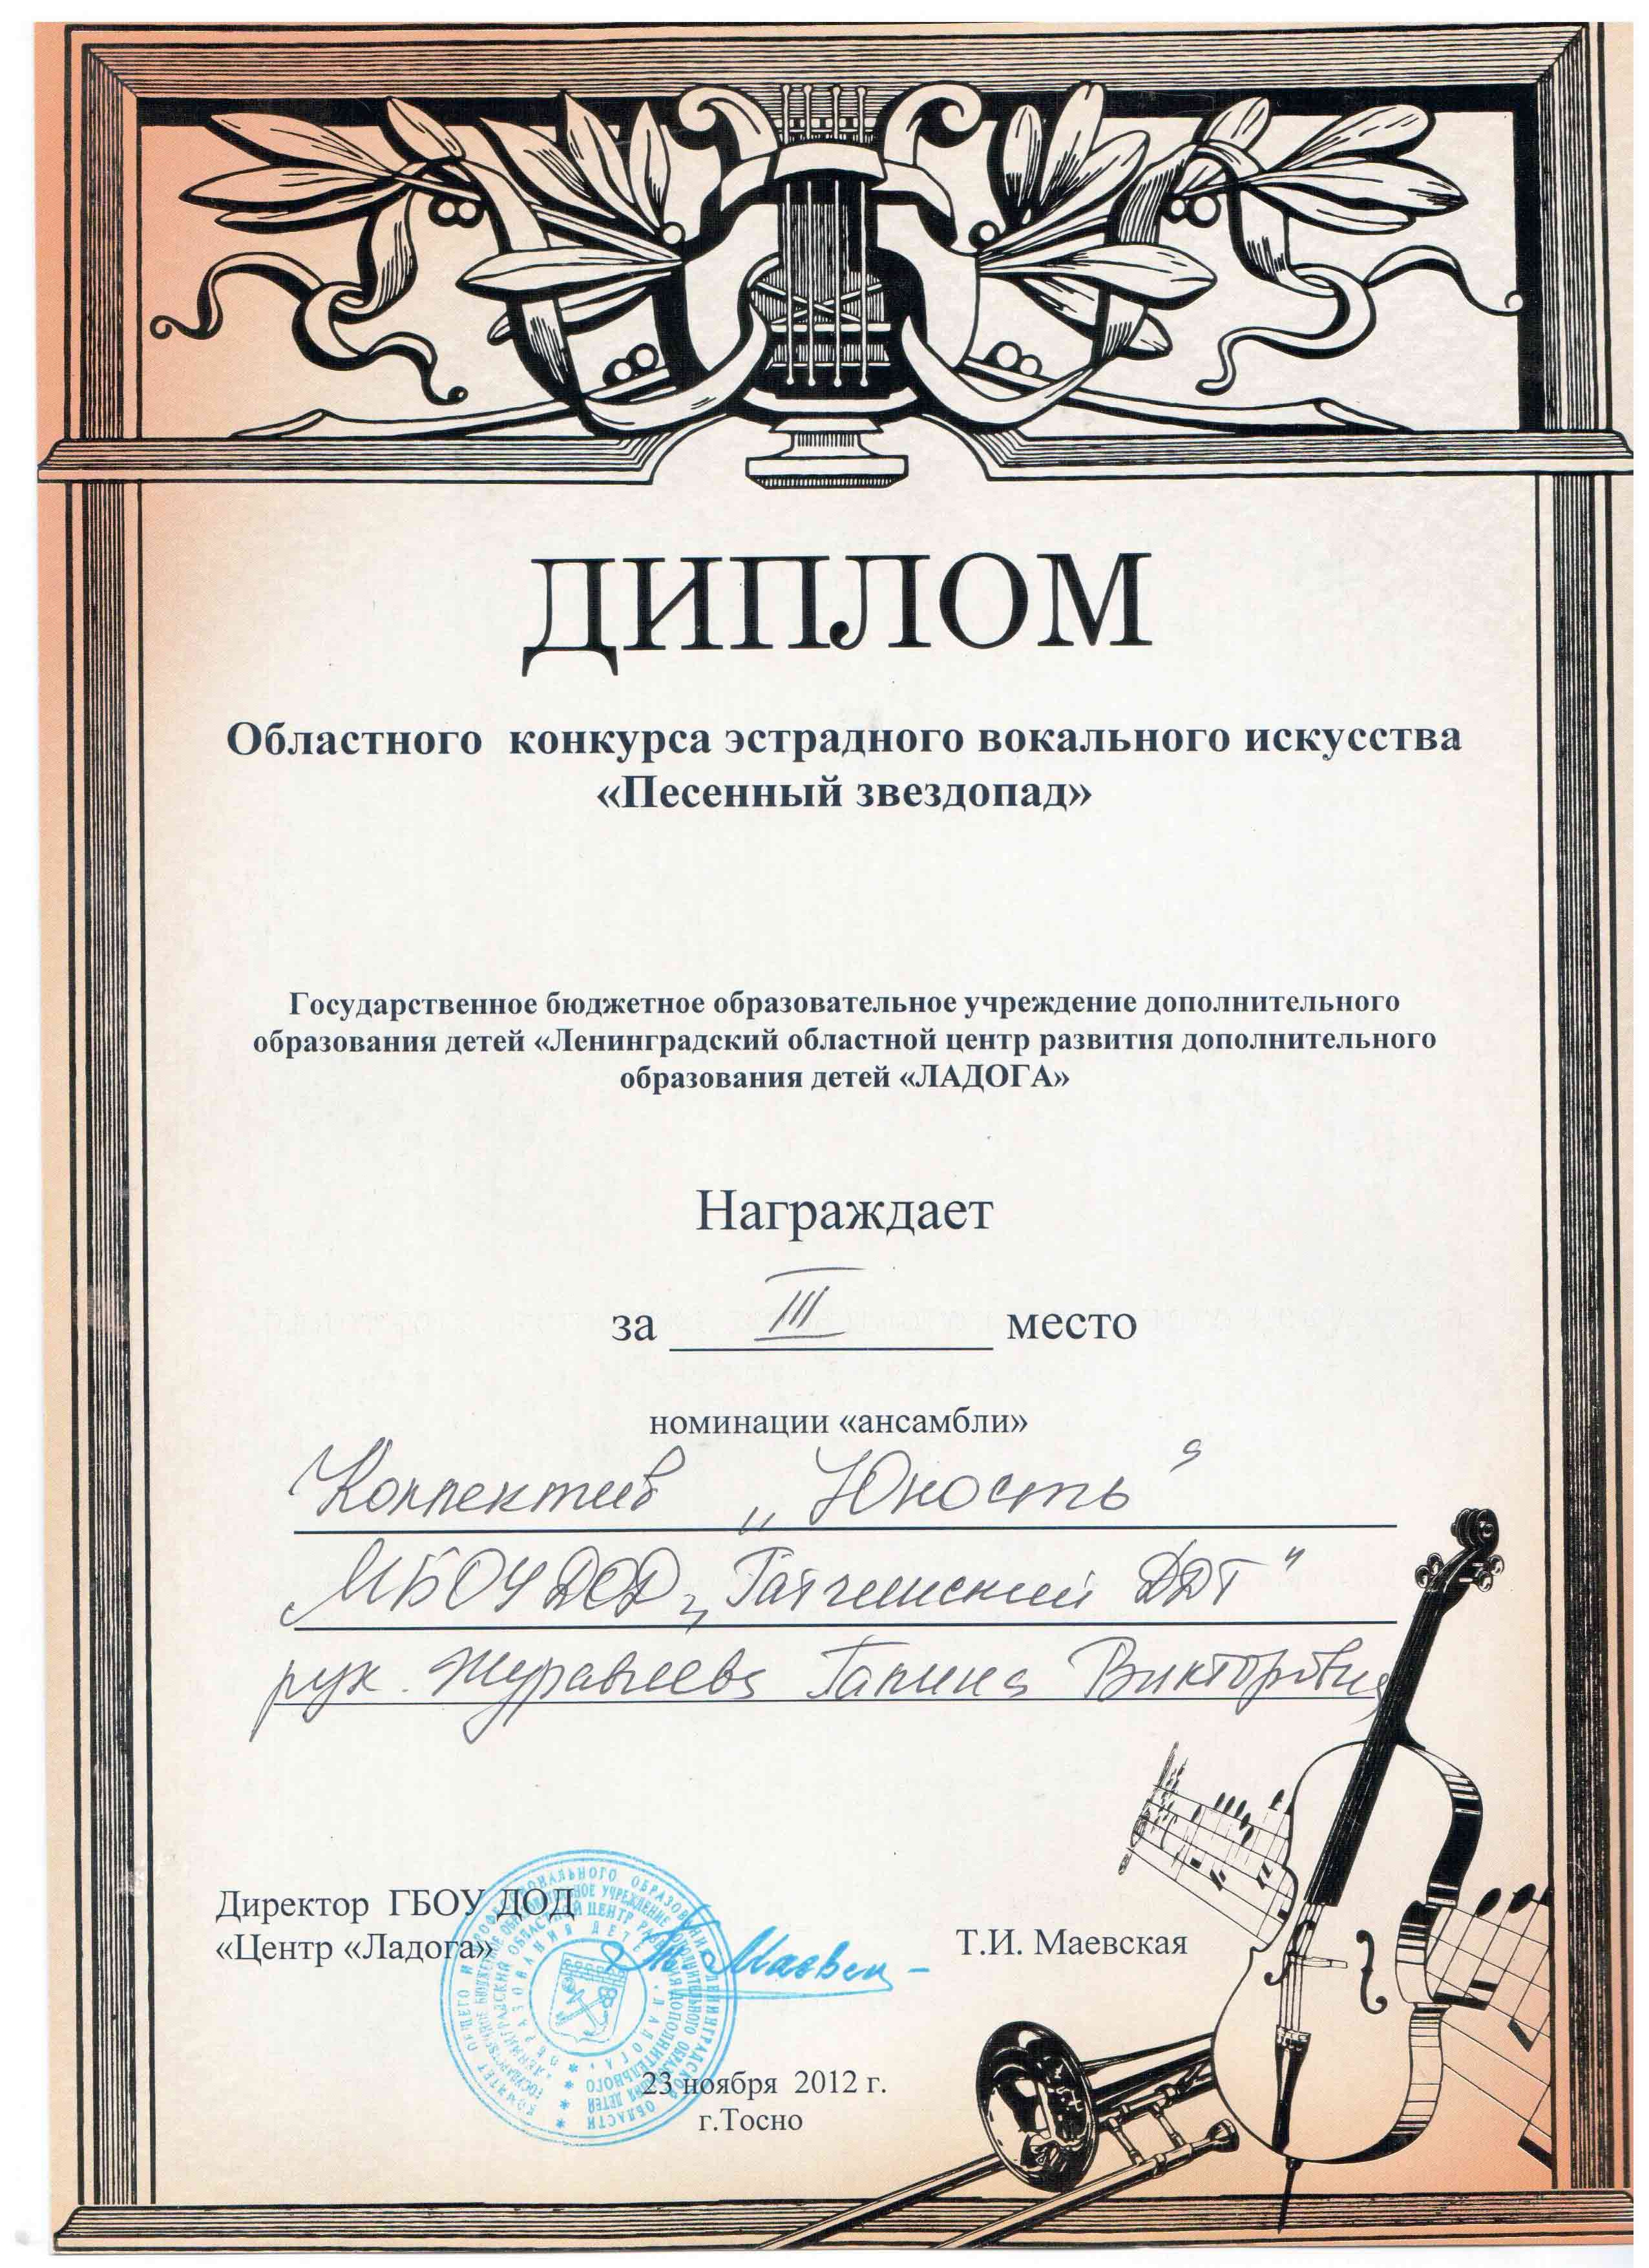 ДИПЛОМ
Областного конкурса эстрадного вокального искусства
«Песенный звездопад»
Государственное бюджетное образовательное учреждение дополнительного
образования детей «Ленинградский областной центр развития дополнительного
образования детей «ЛАДОГА»
Награждает
за III место
номинации «ансамбли»
Коллектив „Юность"
МБОУДОД „Гатчинский ДДТ"
рук. Журавлева Галина Викторовна
Директор ГБОУ ДОД
«Центр «Ладога»
Т.И. Маевская
23 ноября 2012 г.
г.Тосно